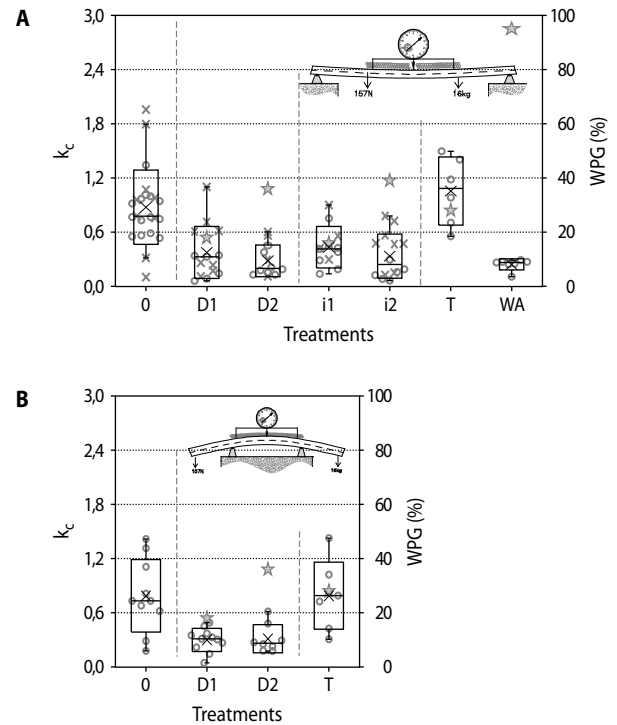 A
3,0
2,4
1,8
1,2
0,6
0,0
k_c
100
80
60
40
20
0
WPG (%)
157N
16kg
0 D1 D2 i1 i2 T WA
Treatments
B
3,0
2,4
1,8
1,2
0,6
0,0
k_c
100
80
60
40
20
0
WPG (%)
157N
16kg
0 D1 D2 T
Treatments